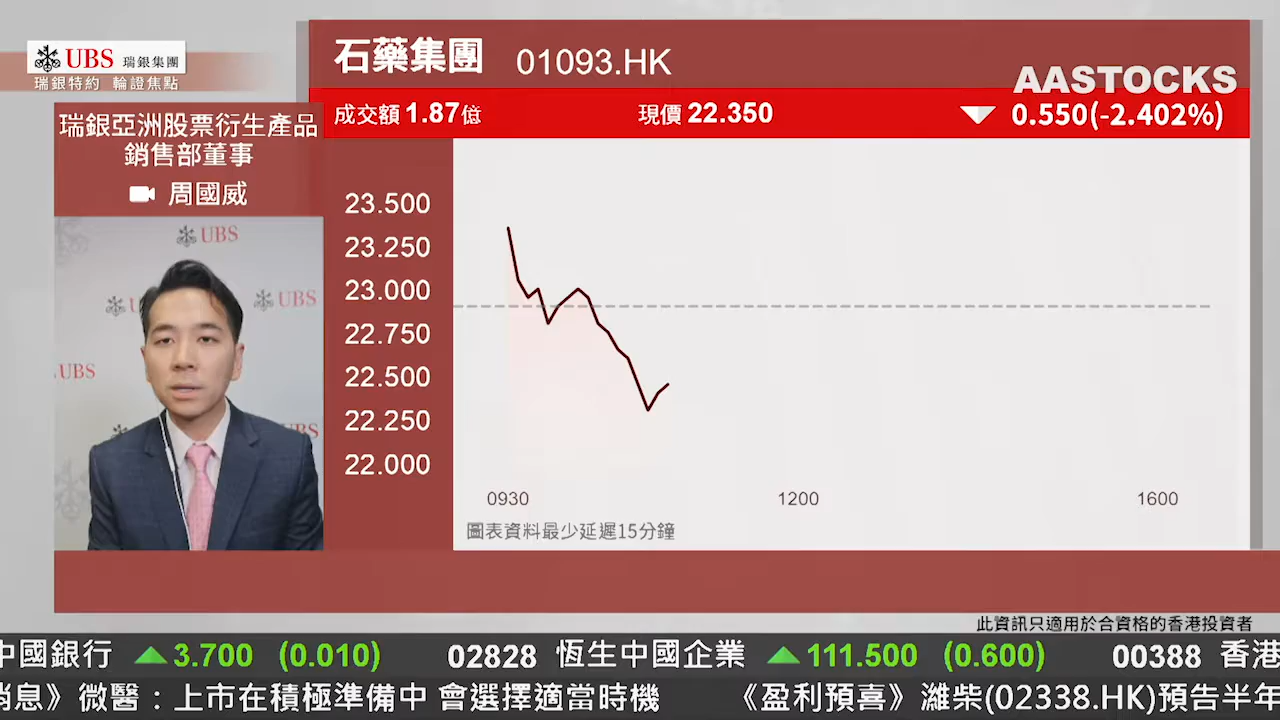 UBS 瑞銀集團
瑞銀特約 輪證焦點
石藥集團 01093.HK
AASTOCKS
成交額 1.87億 現價 22.350 0.550(-2.402%)
瑞銀亞洲股票衍生產品
銷售部董事
周國威
UBS
UBS
UBS
UBS
23.500
23.250
23.000
22.750
22.500
22.250
22.000
0930 1200 1600
圖表資料最少延遲15分鐘
此資訊只適用於合資格的香港投資者
中國銀行 3.700 (0.010) 02828 恆生中國企業 111.500 (0.600) 00388 香港
消息》微醫：上市在積極準備中 會選擇適當時機 《盈利預喜》濰柴(02338.HK)預告半年